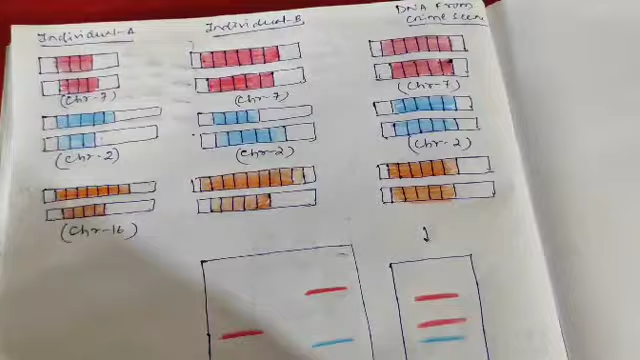 Individual-A
Individual-B
DNA From
Crime Seen
(Chr-7)
(Chr-7)
(Chr-7)
(Chr-2)
(Chr-2)
(Chr-2)
(Chr-16)